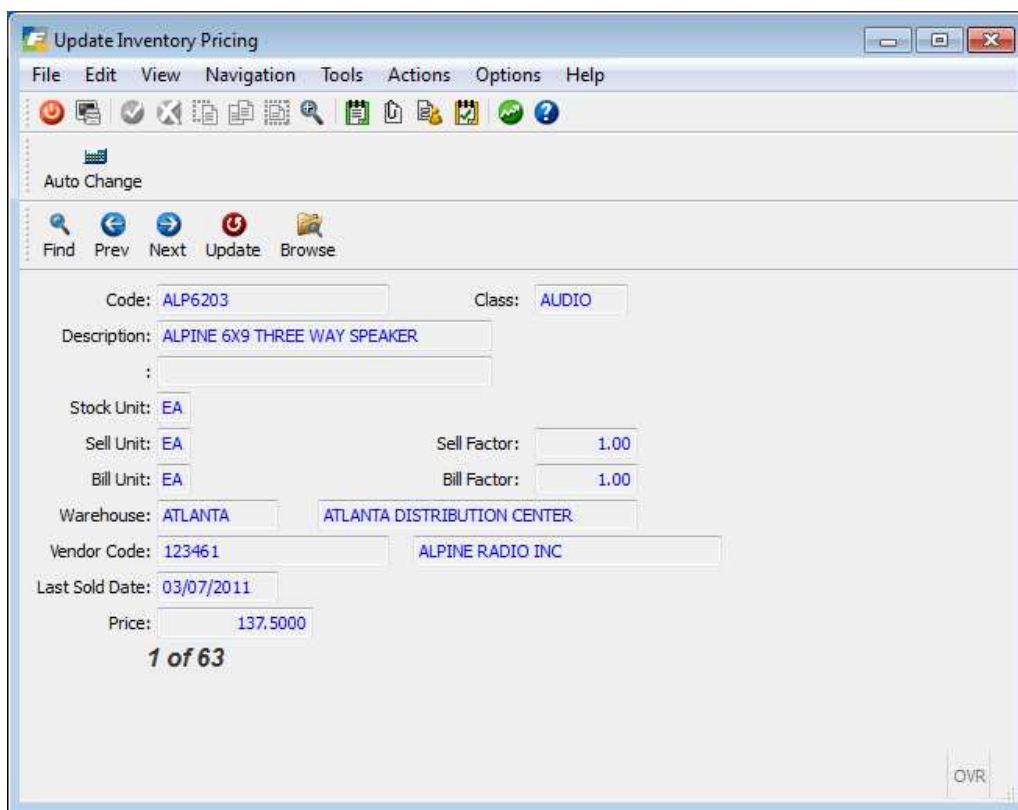 Update Inventory Pricing
File Edit View Navigation Tools Actions Options Help
Auto Change
Find Prev Next Update Browse
Code: ALP6203 Class: AUDIO
Description: ALPINE 6X9 THREE WAY SPEAKER
:
Stock Unit: EA
Sell Unit: EA Sell Factor: 1.00
Bill Unit: EA Bill Factor: 1.00
Warehouse: ATLANTA ATLANTA DISTRIBUTION CENTER
Vendor Code: 123461 ALPINE RADIO INC
Last Sold Date: 03/07/2011
Price: 137.5000
1 of 63
OVR